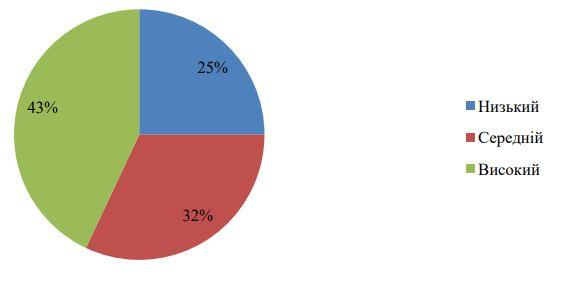 25%
32%
43%
Низький
Середній
Високий